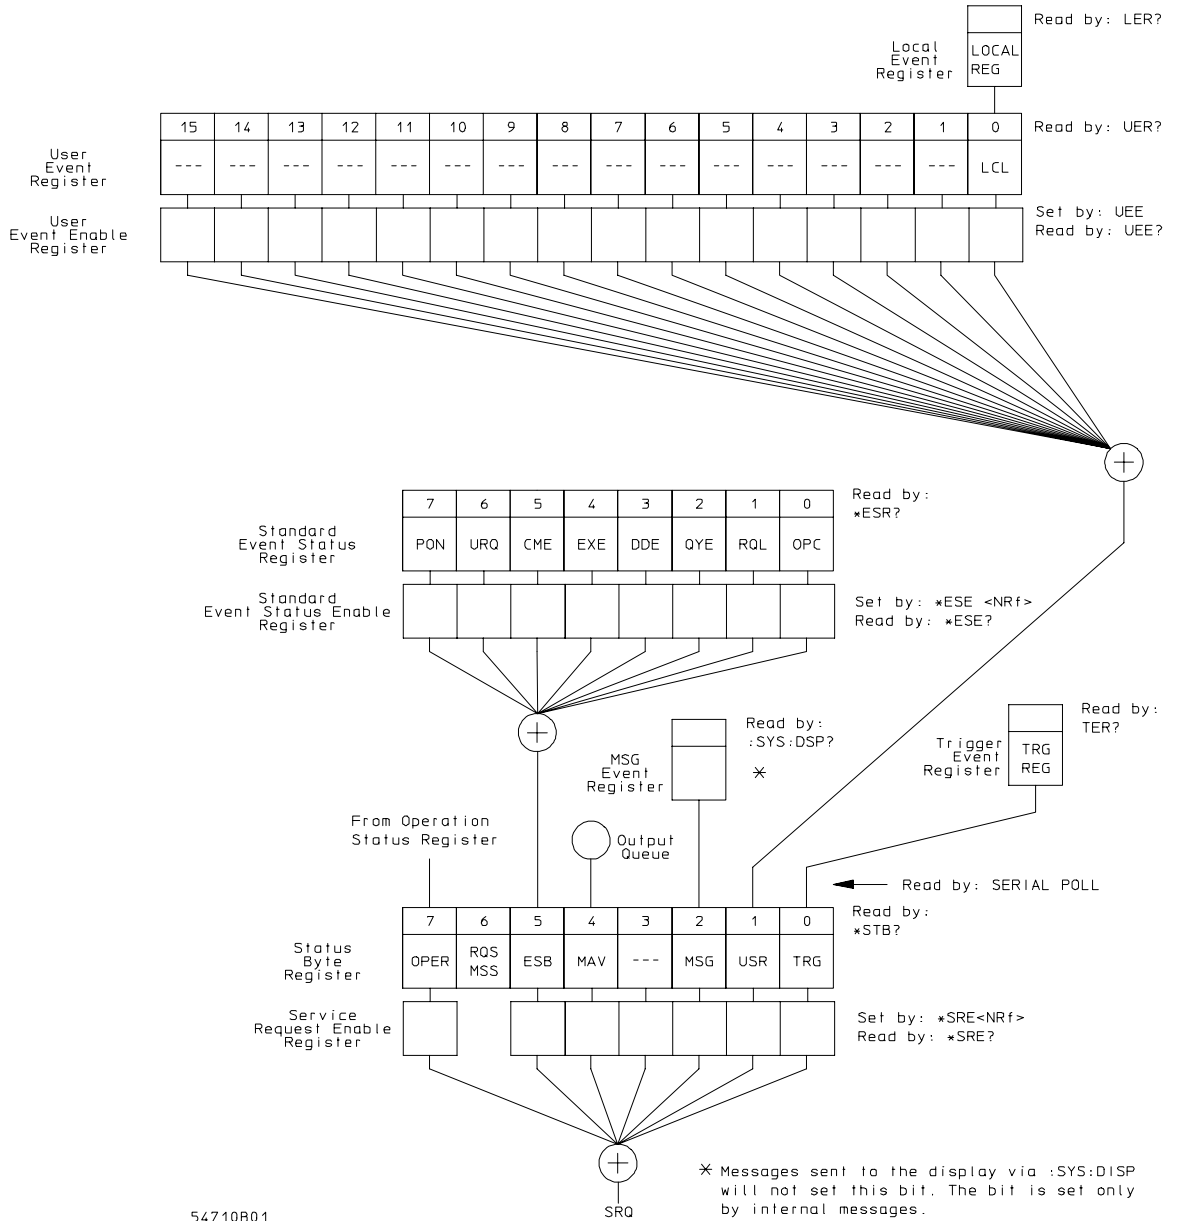 Read by: LER?
Local
Event
Register
LOCAL
REG
15 14 13 12 11 10 9 8 7 6 5 4 3 2 1 0
Read by: UER?
User
Event
Register
--- --- --- --- --- --- --- --- --- --- --- --- --- --- --- LCL
User
Event Enable
Register
Set by: UEE
Read by: UEE?
7 6 5 4 3 2 1 0
Read by:
*ESR?
Standard
Event Status
Register
PON URQ CME EXE DDE QYE RQL OPC
Standard
Event Status Enable
Register
Set by: *ESE <NRf>
Read by: *ESE?
MSG
Event
Register
Read by:
:SYS:DSP?
*
Trigger
Event
Register
TRG
REG
Read by:
TER?
From Operation
Status Register
Output
Queue
Read by: SERIAL POLL
7 6 5 4 3 2 1 0
Read by:
*STB?
Status
Byte
Register
OPER RQS MSS ESB MAV --- MSG USR TRG
Service
Request Enable
Register
Set by: *SRE<NRf>
Read by: *SRE?
SRQ
* Messages sent to the display via :SYS:DISP
will not set this bit. The bit is set only
by internal messages.
54710B01